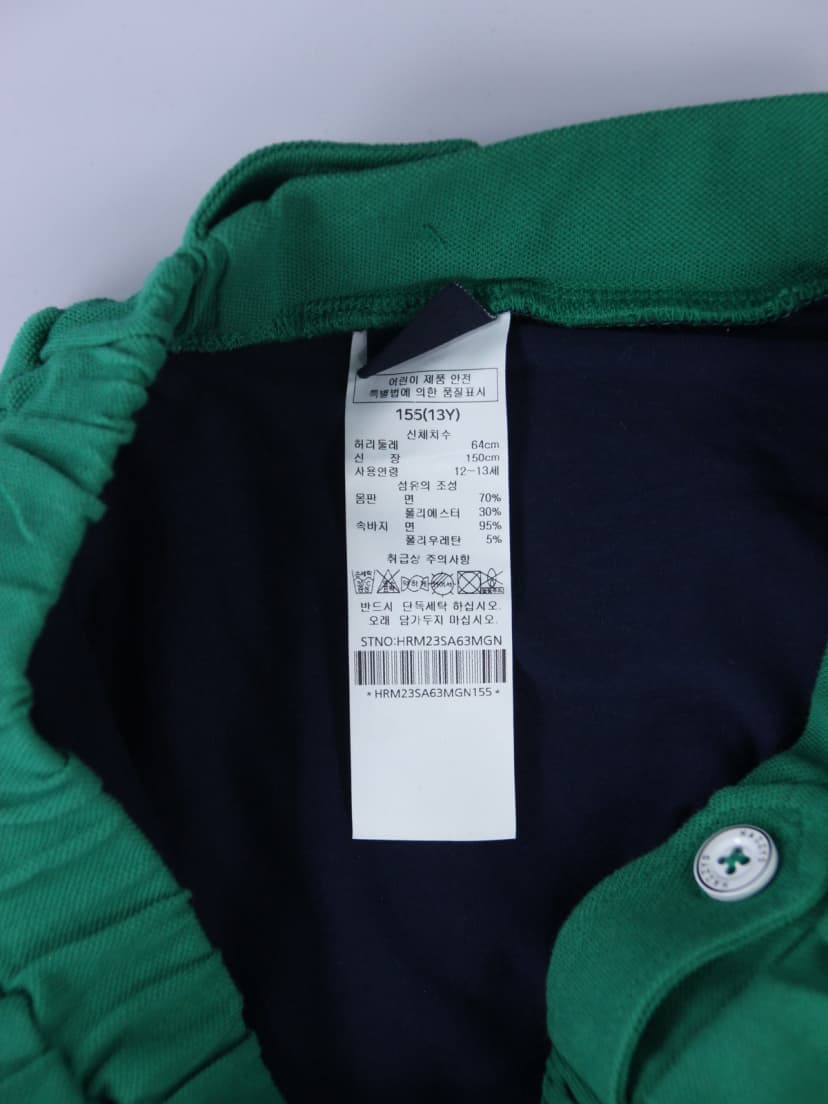 어린이 제품 안전
특별법에 의한 품질표시
155(13Y)
신체치수
허리둘레 64cm
신 장 150cm
사용연령 12~13세
섬유의 조성
몸판 면 70%
폴리에스터 30%
속바지 면 95%
폴리우레탄 5%
취급상 주의사항
반드시 단독세탁 하십시오.
오래 담가두지 마십시오.
STNO:HRM23SA63MGN
*HRM23SA63MGN155*
HAZZYS
HAZZYS